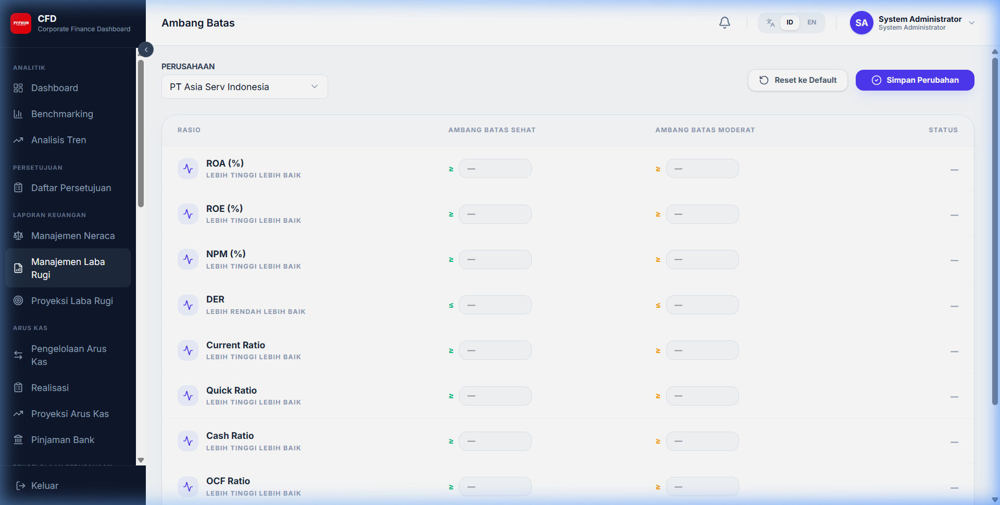 TITHIN
CFD
Corporate Finance Dashboard
ANALITIK
Dashboard
Benchmarking
Analisis Tren
PERSETUJUAN
Daftar Persetujuan
LAPORAN KEUANGAN
Manajemen Neraca
Manajemen Laba
Rugi
Proyeksi Laba Rugi
ARUS KAS
Pengelolaan Arus
Kas
Realisasi
Proyeksi Arus Kas
Pinjaman Bank
Keluar
Ambang Batas
ID
EN
SA
System Administrator
System Administrator
PERUSAHAAN
PT Asia Serv Indonesia
Reset ke Default
Simpan Perubahan
RASIO
AMBANG BATAS SEHAT
AMBANG BATAS MODERAT
STATUS
ROA (%)
LEBIH TINGGI LEBIH BAIK
≥ —
≥ —
—
ROE (%)
LEBIH TINGGI LEBIH BAIK
≥ —
≥ —
—
NPM (%)
LEBIH TINGGI LEBIH BAIK
≥ —
≥ —
—
DER
LEBIH RENDAH LEBIH BAIK
≤ —
≤ —
—
Current Ratio
LEBIH TINGGI LEBIH BAIK
≥ —
≥ —
—
Quick Ratio
LEBIH TINGGI LEBIH BAIK
≥ —
≥ —
—
Cash Ratio
LEBIH TINGGI LEBIH BAIK
≥ —
≥ —
—
OCF Ratio
LEBIH TINGGI LEBIH BAIK
≥ —
≥ —
—